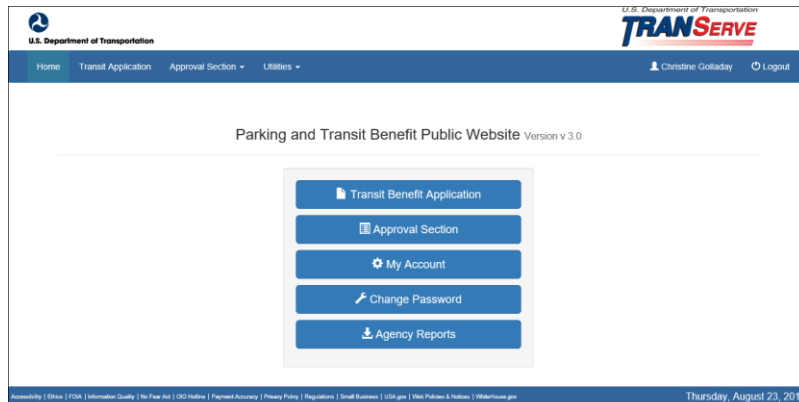 U.S. Department of Transportation
U.S. Department of Transportation
TRANSERVE
Home Transit Application Approval Section Utilities Christine Golladay Logout
Parking and Transit Benefit Public Website Version v 3.0
Transit Benefit Application
Approval Section
My Account
Change Password
Agency Reports
Accessibility | Ethics | FOIA | Information Quality | No Fear Act | OIG Hotline | Payment Accuracy | Privacy Policy | Regulations | Small Business | USA.gov | Web Policies & Notices | WhiteHouse.gov Thursday, August 23, 201